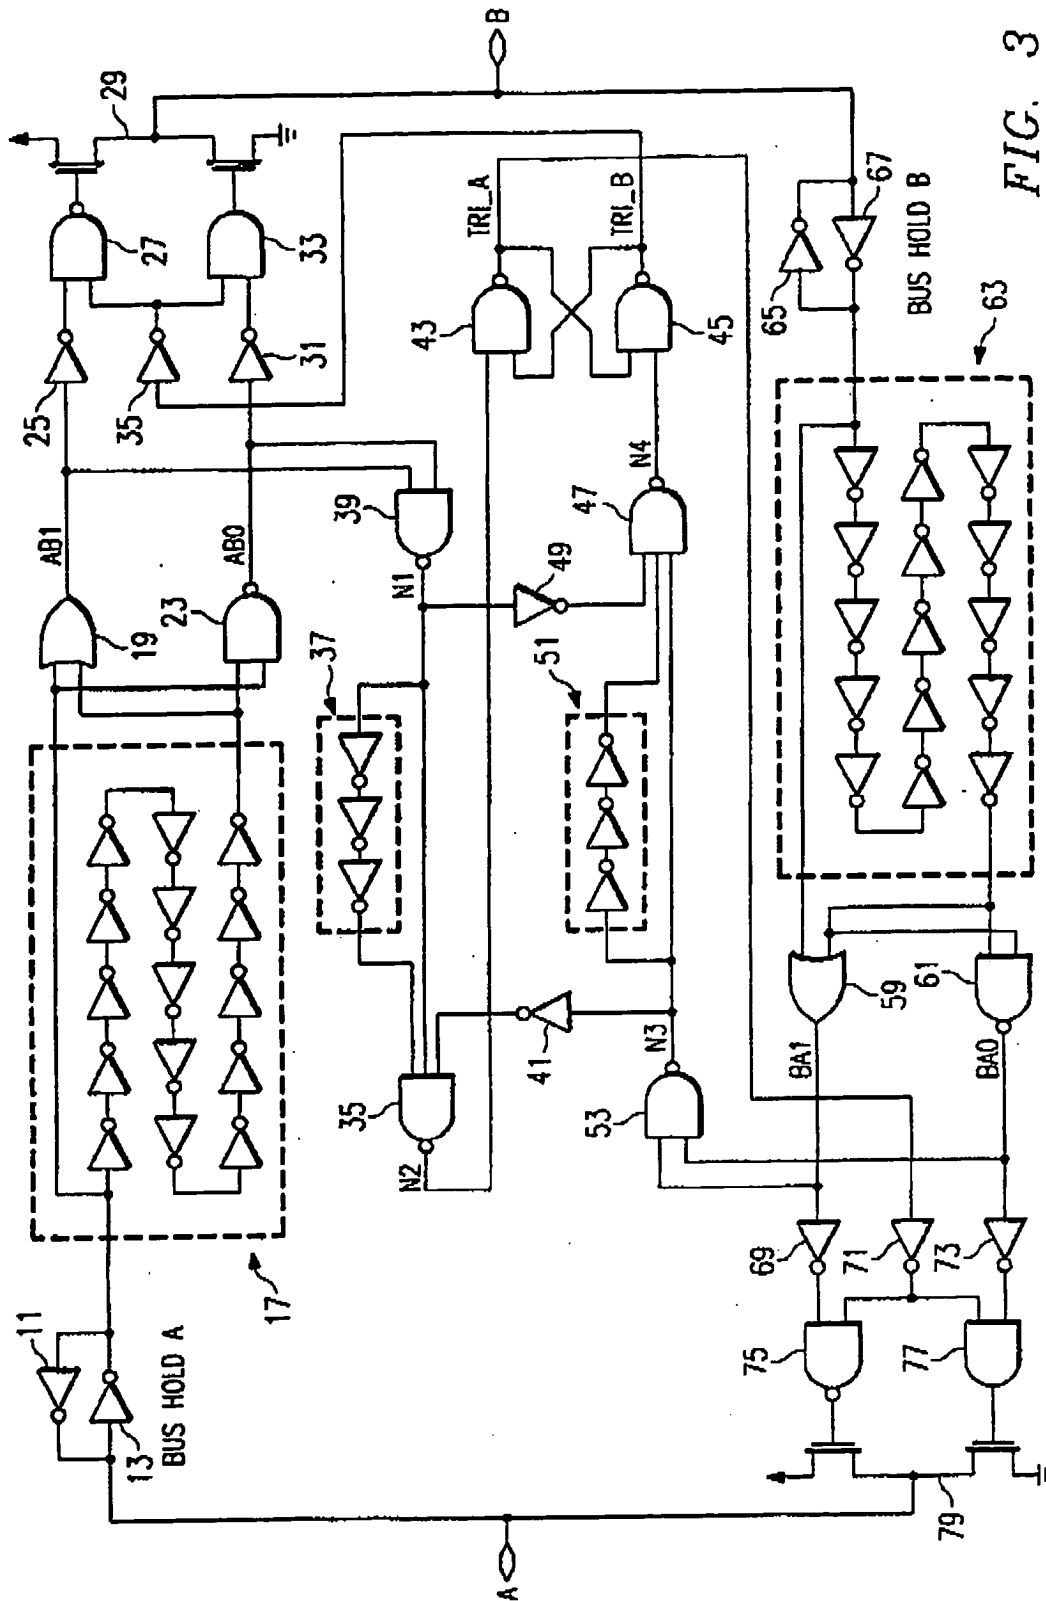 FIG. 3
11
13
BUS HOLD A
17
19
23
AB1
AB0
25
35
31
27
33
29
B
A
39
N1
37
35
N2
41
49
51
47
N4
53
N3
43
45
TRI_A
TRI_B
65
67
BUS HOLD B
63
59
61
BA1
BA0
69
71
73
75
77
79